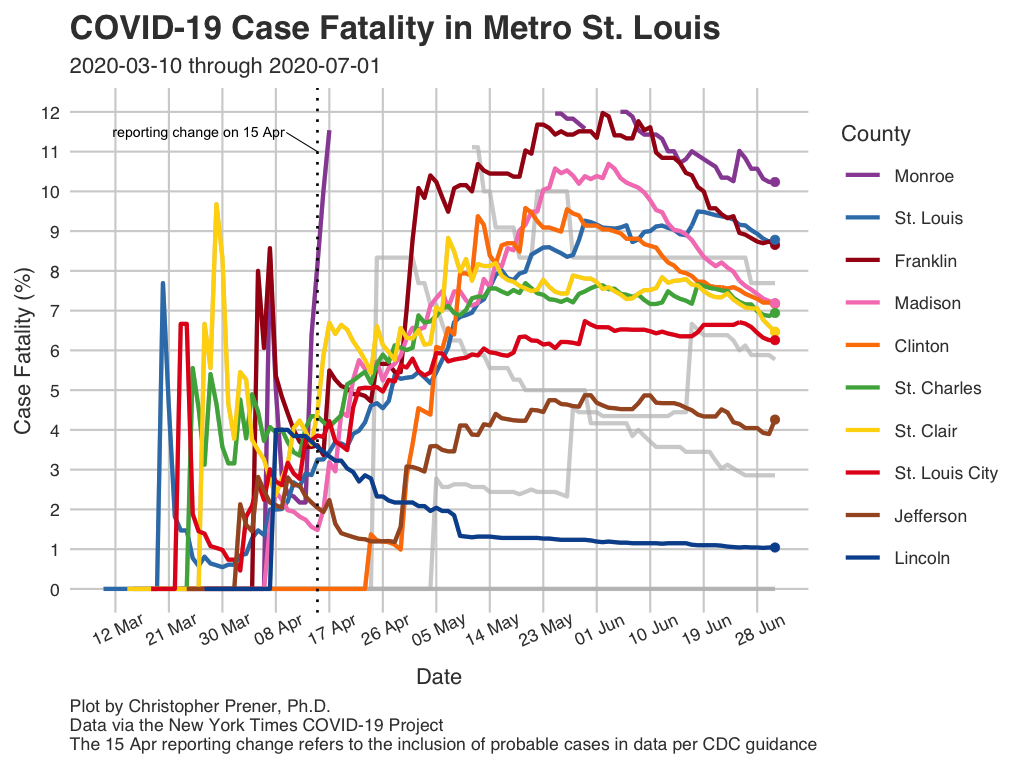 COVID-19 Case Fatality in Metro St. Louis
2020-03-10 through 2020-07-01
Case Fatality (%)
12
11
10
9
8
7
6
5
4
3
2
1
0
reporting change on 15 Apr
12 Mar
21 Mar
30 Mar
08 Apr
17 Apr
26 Apr
05 May
14 May
23 May
01 Jun
10 Jun
19 Jun
28 Jun
Date
County
Monroe
St. Louis
Franklin
Madison
Clinton
St. Charles
St. Clair
St. Louis City
Jefferson
Lincoln
Plot by Christopher Prener, Ph.D.
Data via the New York Times COVID-19 Project
The 15 Apr reporting change refers to the inclusion of probable cases in data per CDC guidance